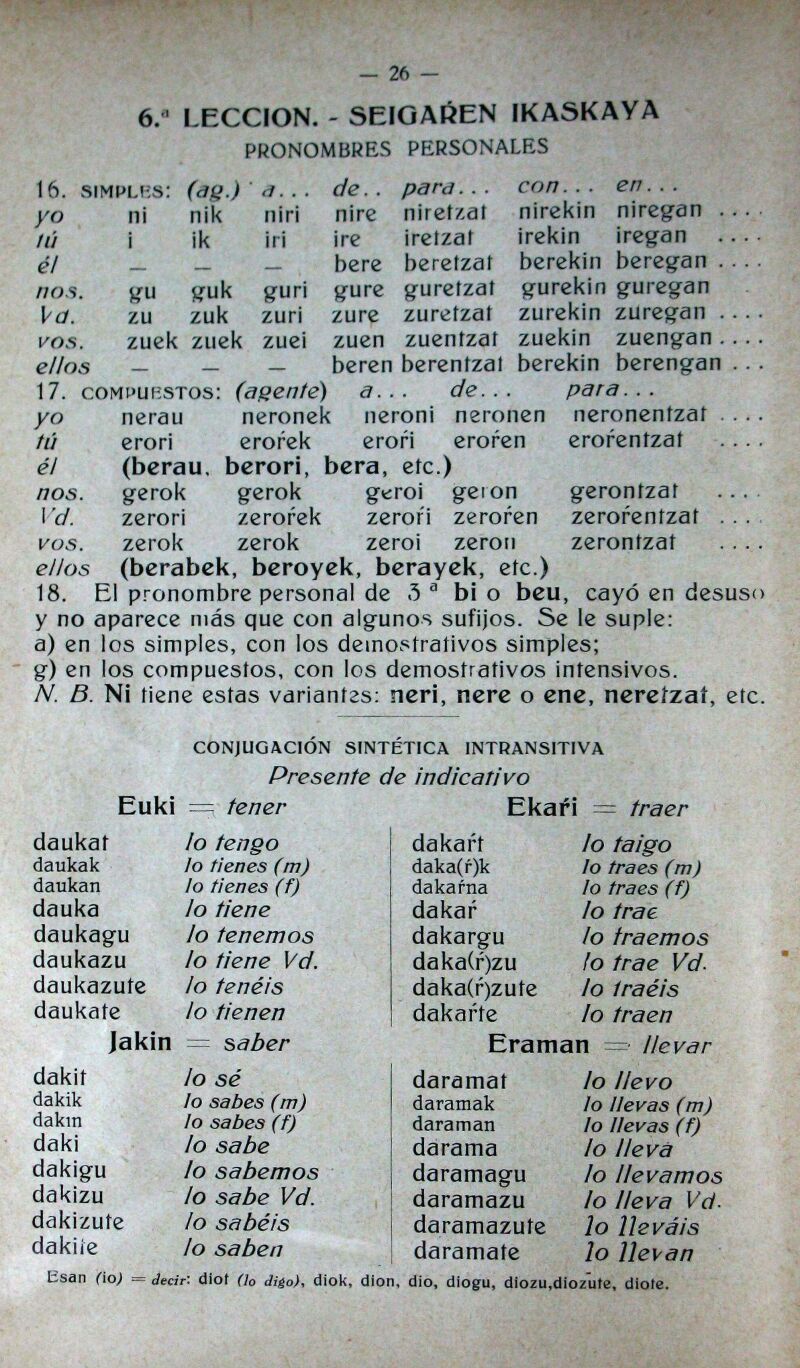 — 26 —
6.ª LECCION. - SEIGAŔEN IKASKAYA
PRONOMBRES PERSONALES
16. SIMPLES: (ag.) a... de.. para... con... en...
yo ni nik niri nire niretzat nirekin niregan ....
tú i ik iri ire iretzat irekin iregan ....
él — — — bere beretzat berekin beregan ....
nos. gu guk guri gure guretzat gurekin guregan
Vd. zu zuk zuri zure zuretzat zurekin zuregan ....
vos. zuek zuek zuei zuen zuentzat zuekin zuengan ....
ellos — — — beren berentzat berekin berengan ...
17. COMPUESTOS: (agente) a... de... para...
yo nerau neronek neroni neronen neronentzat ....
tú erori eroŕek eroŕi eroŕen eroŕentzat ....
él (berau, berori, bera, etc.)
nos. gerok gerok geroi geron gerontzat ....
Vd. zerori zeroŕek zeroŕi zeroŕen zeroŕentzat ....
vos. zerok zerok zeroi zeron zerontzat ....
ellos (berabek, beroyek, berayek, etc.)
18. El pronombre personal de 3 ª bi o beu, cayó en desuso
y no aparece más que con algunos sufijos. Se le suple:
a) en los simples, con los demostrativos simples;
g) en los compuestos, con los demostrativos intensivos.
N. B. Ni tiene estas variantes: neri, nere o ene, neretzat, etc.
CONJUGACIÓN SINTÉTICA INTRANSITIVA
Presente de indicativo
Euki = tener
daukat lo tengo
daukak lo tienes (m)
daukan lo tienes (f)
dauka lo tiene
daukagu lo tenemos
daukazu lo tiene Vd.
daukazute lo tenéis
daukate lo tienen
Ekaŕi = traer
dakaŕt lo taigo
daka(ŕ)k lo traes (m)
dakaŕna lo traes (f)
dakaŕ lo trae
dakargu lo traemos
daka(ŕ)zu lo trae Vd.
daka(ŕ)zute lo traéis
dakaŕte lo traen
Jakin = saber
dakit lo sé
dakik lo sabes (m)
dakin lo sabes (f)
daki lo sabe
dakigu lo sabemos
dakizu lo sabe Vd.
dakizute lo sabéis
dakite lo saben
Eraman = llevar
daramat lo llevo
daramak lo llevas (m)
daraman lo llevas (f)
darama lo lleva
daramagu lo llevamos
daramazu lo lleva Vd.
daramazute lo lleváis
daramate lo llevan
Esan (io) = decir: diot (lo digo), diok, dion, dio, diogu, diozu,diozute, diote.